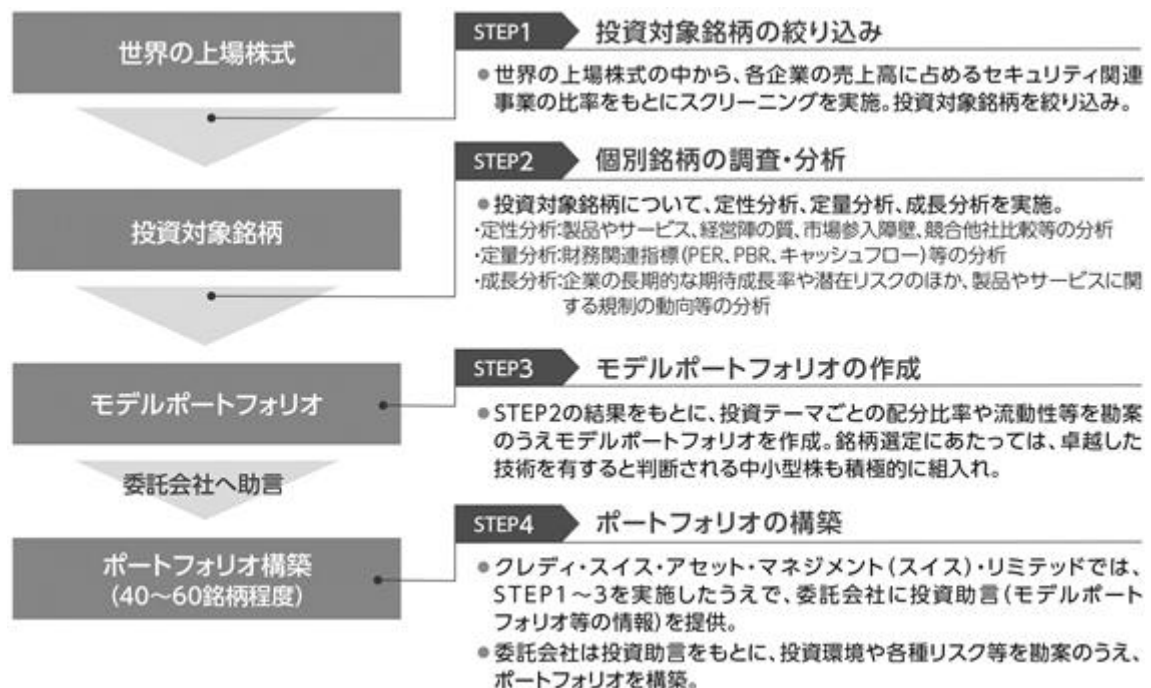 世界の上場株式
STEP1 投資対象銘柄の絞り込み
●世界の上場株式の中から、各企業の売上高に占めるセキュリティ関連
事業の比率をもとにスクリーニングを実施。投資対象銘柄を絞り込み。
投資対象銘柄
STEP2 個別銘柄の調査・分析
●投資対象銘柄について、定性分析、定量分析、成長分析を実施。
・定性分析:製品やサービス、経営陣の質、市場参入障壁、競合他社比較等の分析
・定量分析:財務関連指標(PER、PBR、キャッシュフロー)等の分析
・成長分析:企業の長期的な期待成長率や潜在リスクのほか、製品やサービスに関
する規制の動向等の分析
モデルポートフォリオ
STEP3 モデルポートフォリオの作成
●STEP2の結果をもとに、投資テーマごとの配分比率や流動性等を勘案
のうえモデルポートフォリオを作成。銘柄選定にあたっては、卓越した
技術を有すると判断される中小型株も積極的に組入れ。
委託会社へ助言
ポートフォリオ構築
(40～60銘柄程度)
STEP4 ポートフォリオの構築
●クレディ・スイス・アセット・マネジメント(スイス)・リミテッドでは、
STEP1～3を実施したうえで、委託会社に投資助言(モデルポート
フォリオ等の情報)を提供。
●委託会社は投資助言をもとに、投資環境や各種リスク等を勘案のうえ、
ポートフォリオを構築。